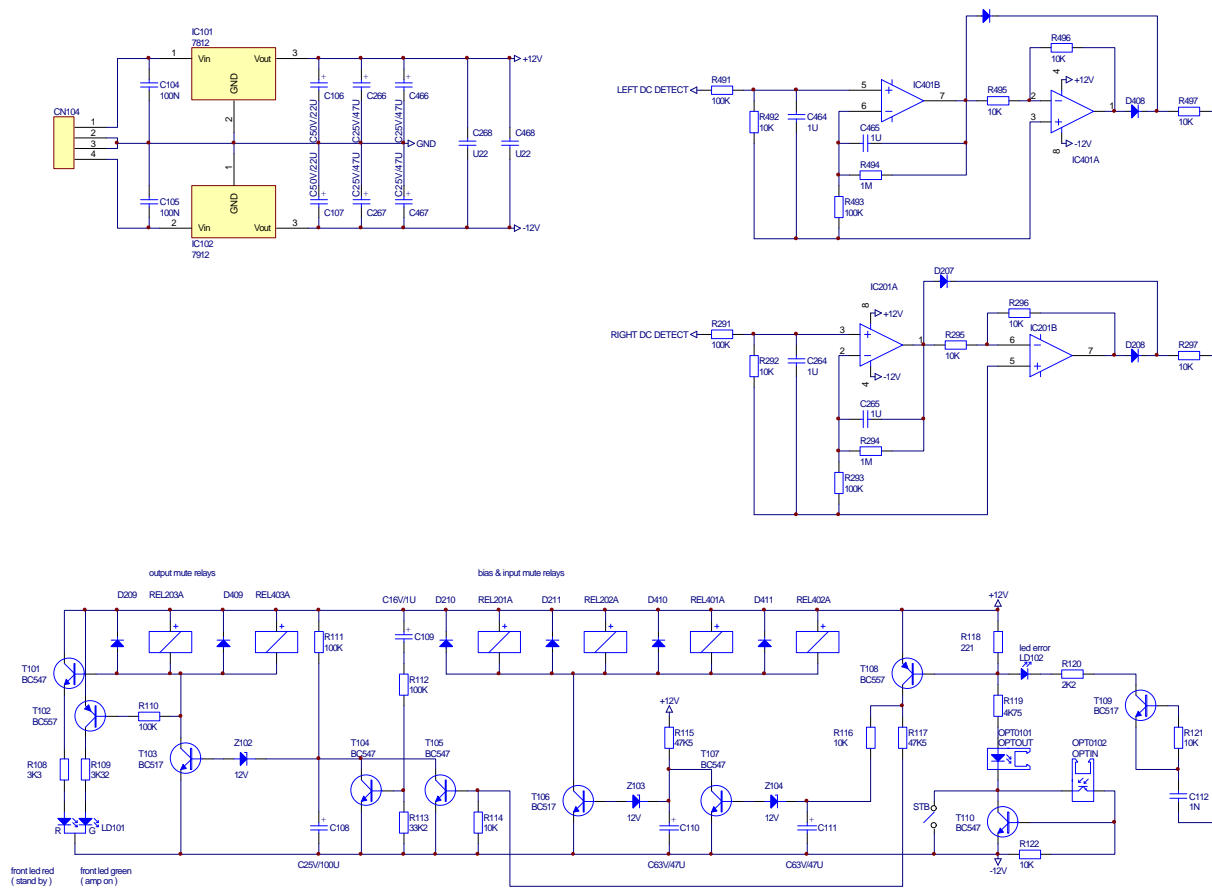 IC101
7812
1
Vin
Vout
3
GND
2
+12V
C104
100N
C106
C50V/22U
C266
C25V/47U
C466
C25V/47U
CN104
1
2
3
4
GND
C268
U22
C468
U22
C105
100N
1
GND
C50V/22U
C107
C25V/47U
C267
C25V/47U
C467
2
Vin
Vout
3
-12V
IC102
7912
LEFT DC DETECT
R491
100K
R492
10K
C464
1U
5
6
IC401B
7
C465
1U
R494
1M
R493
100K
R495
10K
R496
10K
4
+12V
2
3
1
8
-12V
IC401A
D408
R497
10K
RIGHT DC DETECT
R291
100K
R292
10K
C264
1U
IC201A
8
+12V
3
2
1
4
-12V
C265
1U
R294
1M
R293
100K
D207
R295
10K
R296
10K
IC201B
6
5
7
D208
R297
10K
output mute relays
bias & input mute relays
D209
REL203A
D409
REL403A
C16V/1U
D210
REL201A
D211
REL202A
D410
REL401A
D411
REL402A
+12V
R111
100K
C109
R118
221
led error
LD102
R120
2K2
T101
BC547
R112
100K
T108
BC557
T102
BC557
R110
100K
+12V
R119
4K75
T109
BC517
T103
BC517
Z102
12V
T104
BC547
T105
BC547
R115
47K5
T107
BC547
R116
10K
R117
47K5
OPT0101
OPTOUT
OPT0102
OPTIN
R121
10K
R108
3K3
R109
3K32
T106
BC517
Z103
12V
Z104
12V
C112
1N
R
G
LD101
C108
R113
33K2
R114
10K
C110
C111
STB
T110
BC547
C25V/100U
C63V/47U
C63V/47U
-12V
R122
10K
front led red
( stand by )
front led green
( amp on )